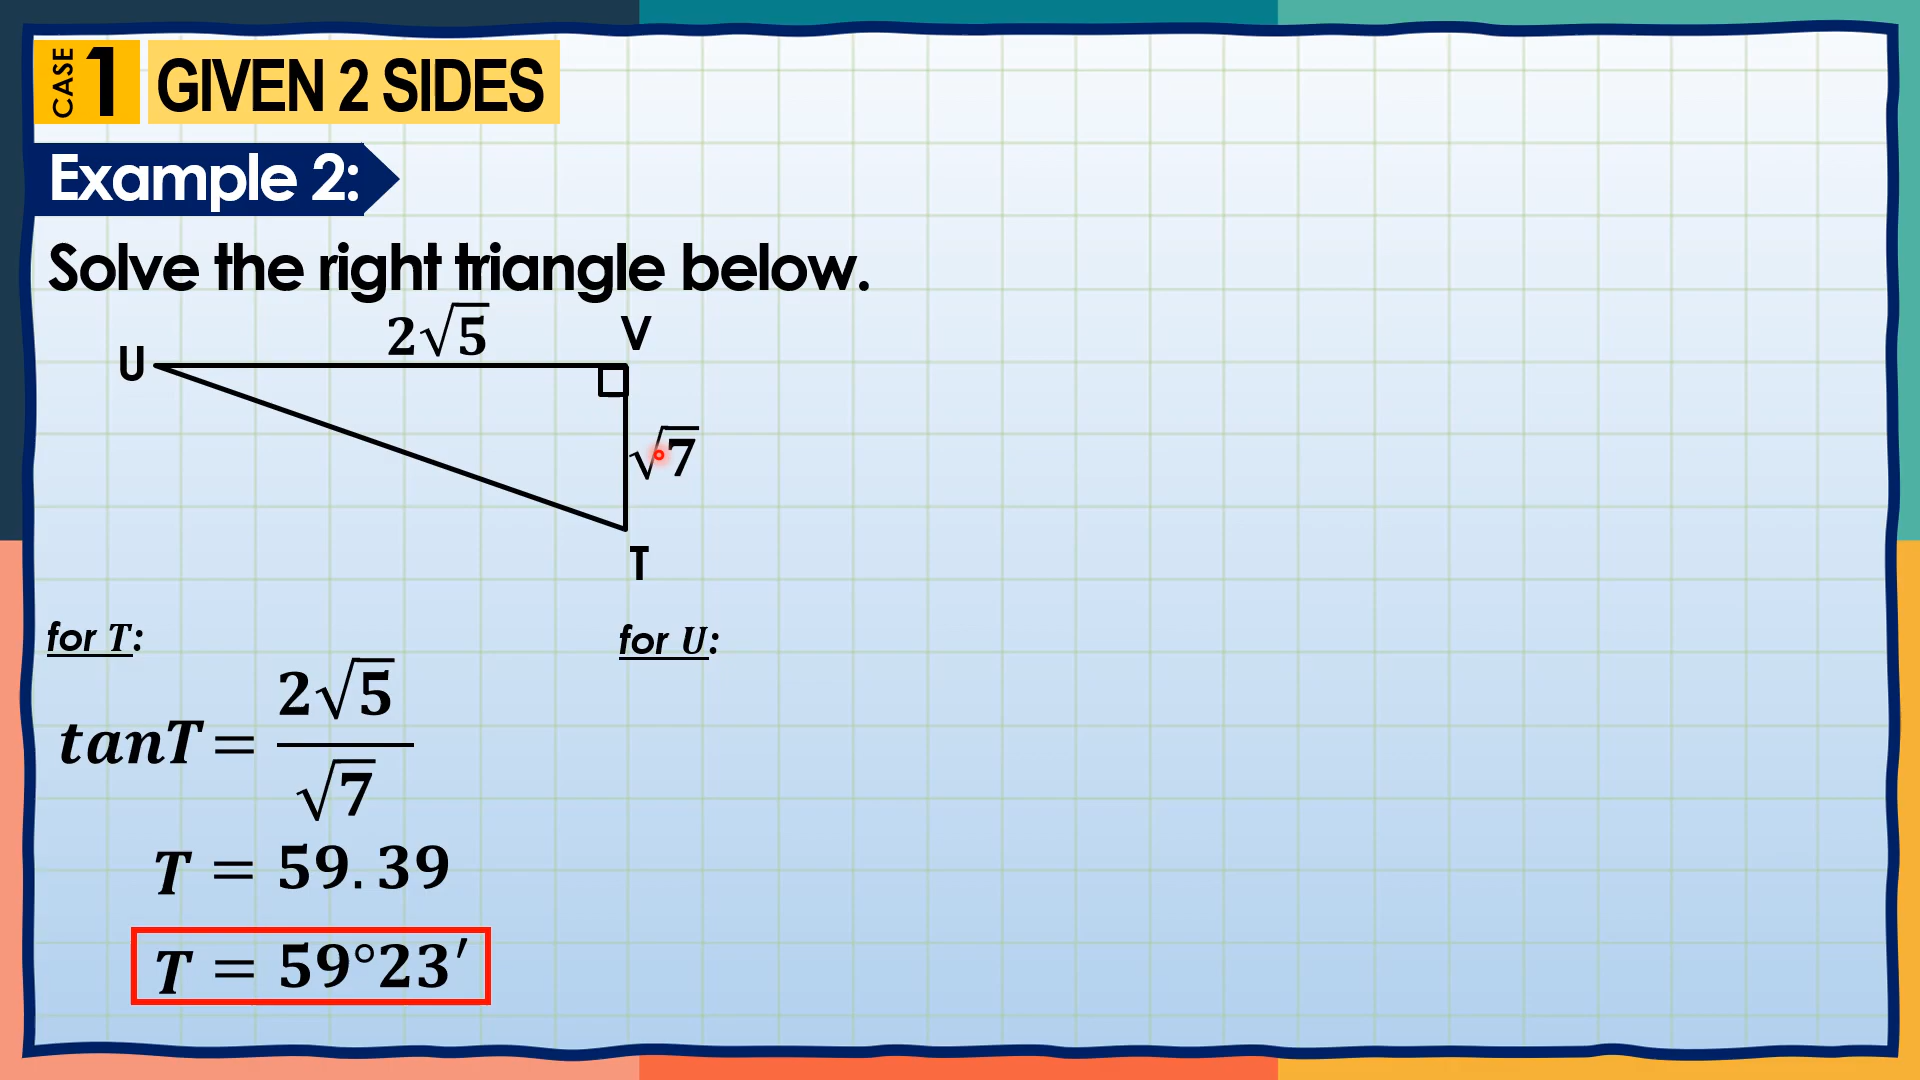 CASE 1 GIVEN 2 SIDES
Example 2:
Solve the right triangle below.
2√5
V
U
√7
T
for T:
tanT = 2√5 / √7
T = 59.39
T = 59°23′
for U: